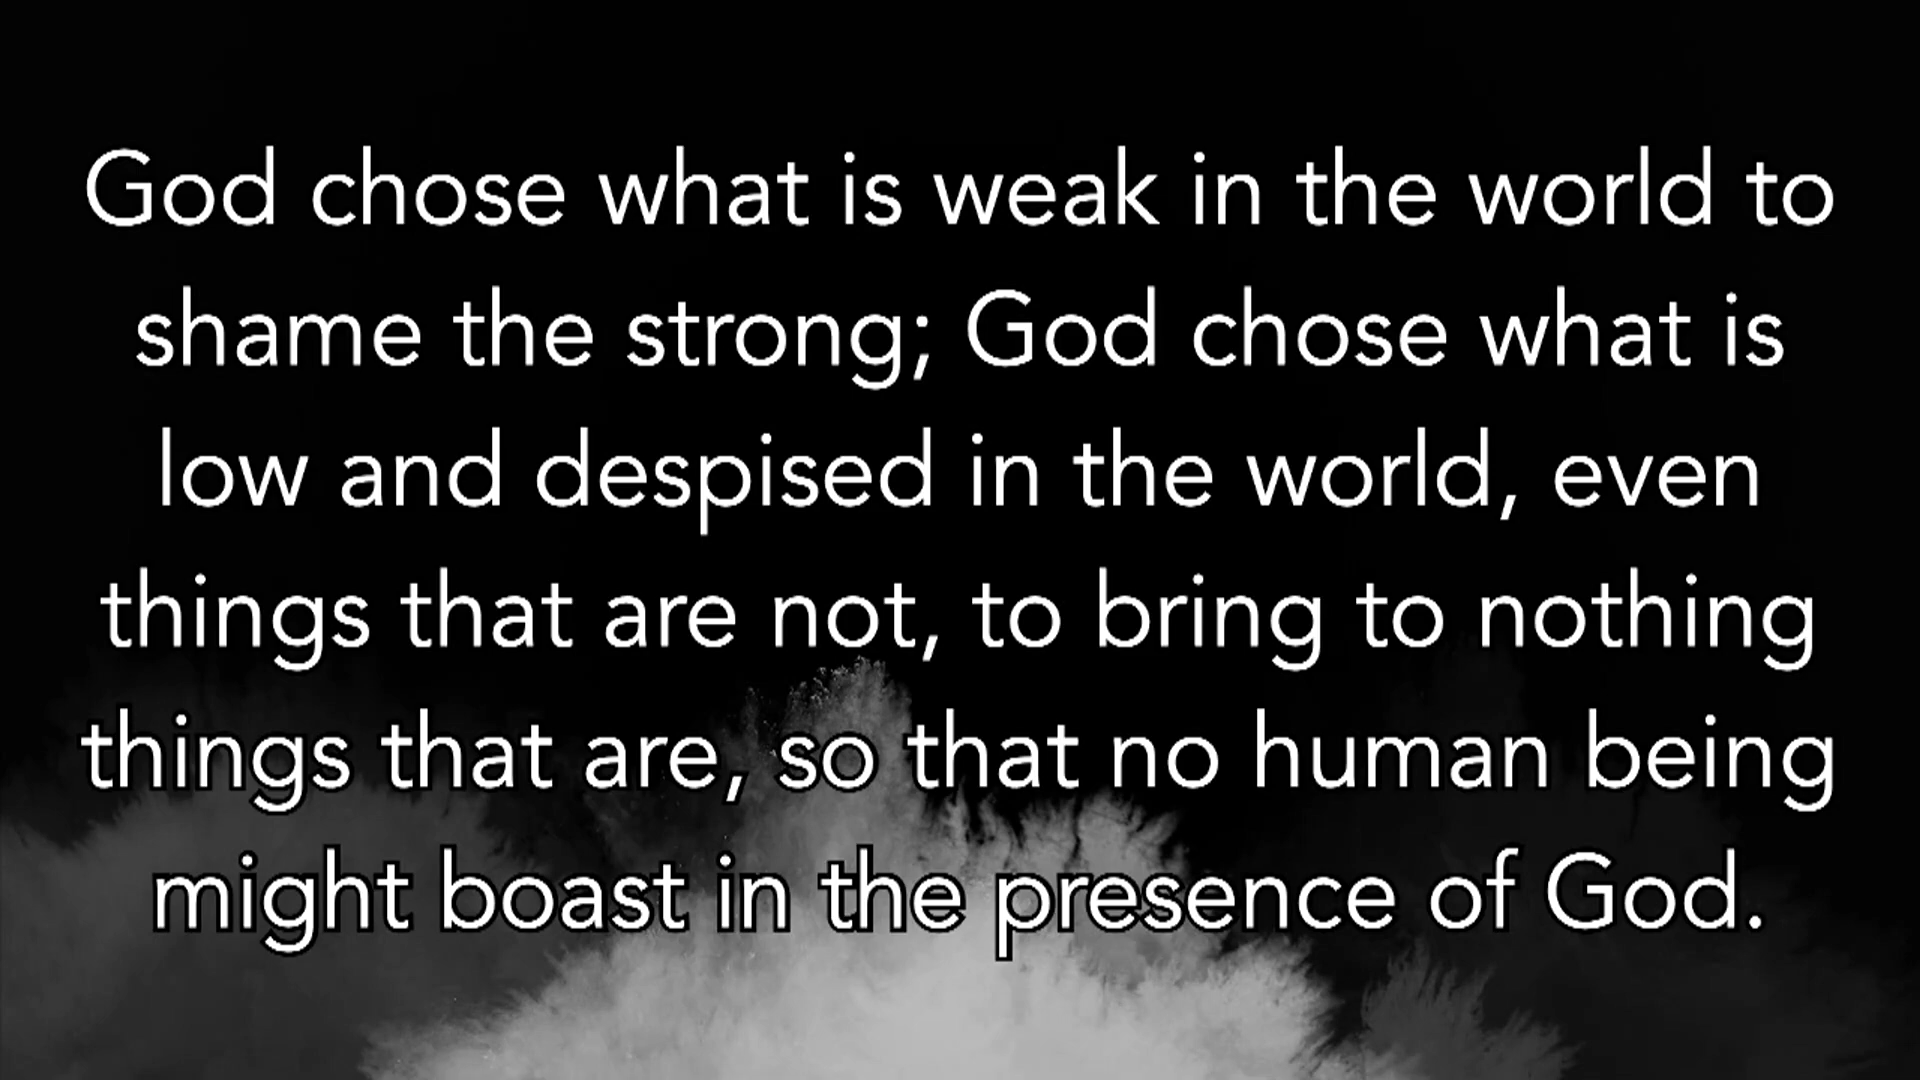 God chose what is weak in the world to
shame the strong; God chose what is
low and despised in the world, even
things that are not, to bring to nothing
things that are, so that no human being
might boast in the presence of God.